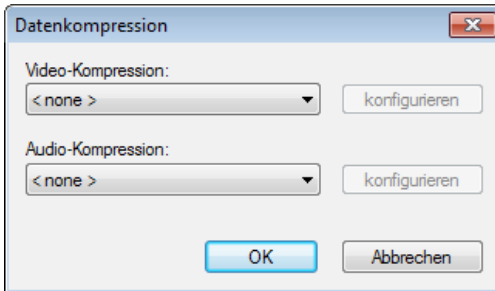 Datenkompression
Video-Kompression:
< none > konfigurieren
Audio-Kompression:
< none > konfigurieren
OK Abbrechen